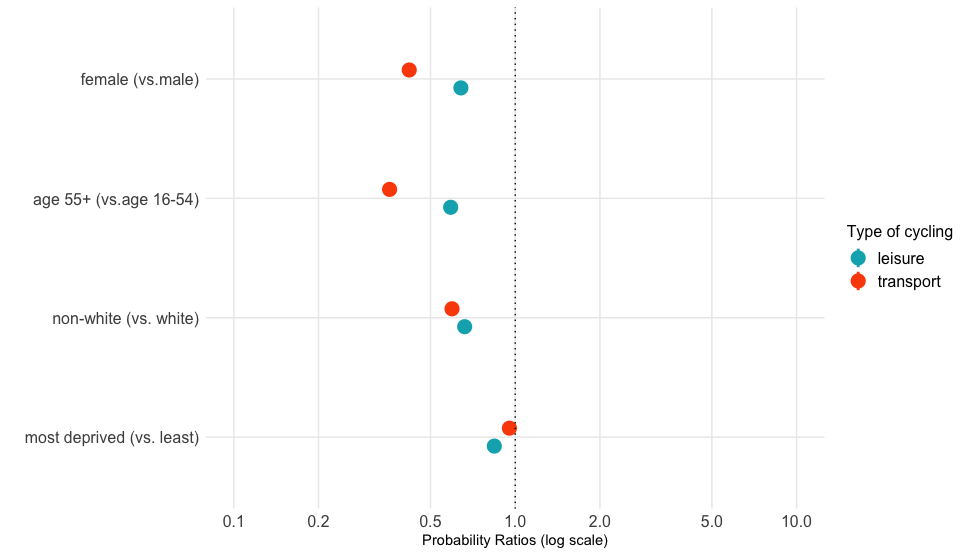 female (vs.male)
age 55+ (vs.age 16-54)
non-white (vs. white)
most deprived (vs. least)
0.1 0.2 0.5 1.0 2.0 5.0 10.0
Probability Ratios (log scale)
Type of cycling
leisure
transport